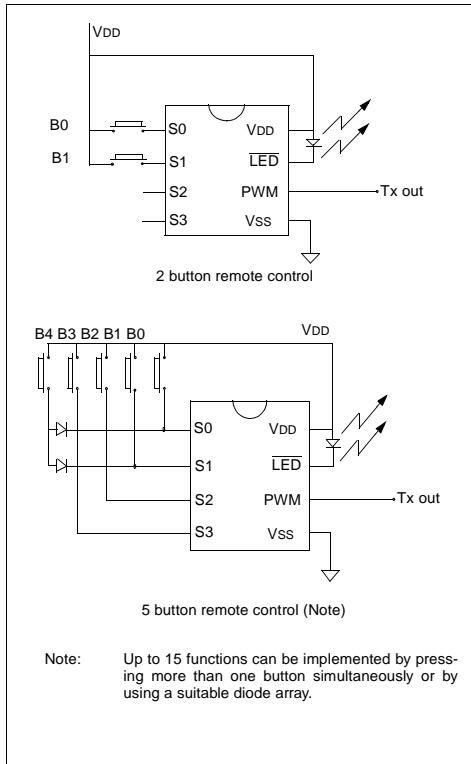 VDD
B0
B1
S0
S1
S2
S3
VDD
LED
PWM
VSS
Tx out
2 button remote control
B4 B3 B2 B1 B0
VDD
S0
S1
S2
S3
VDD
LED
PWM
VSS
Tx out
5 button remote control (Note)
Note: Up to 15 functions can be implemented by press-
ing more than one button simultaneously or by
using a suitable diode array.